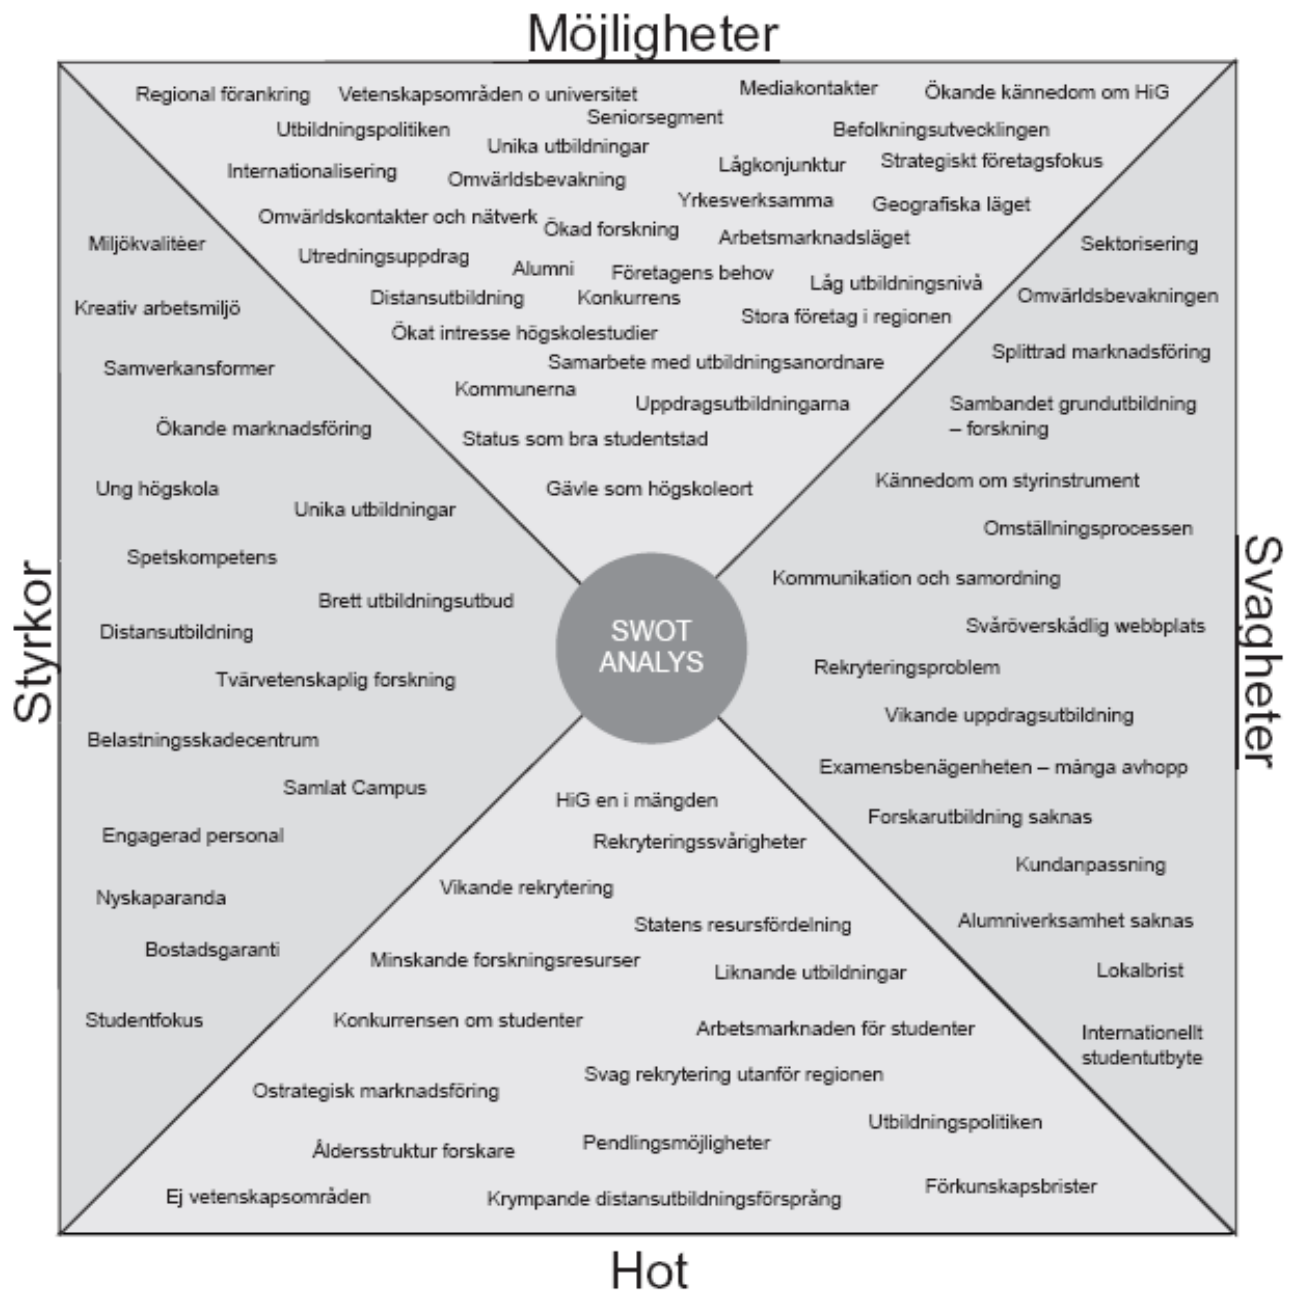 Möjligheter
Regional förankring
Vetenskapsområden o universitet
Mediakontakter
Ökande kännedom om HiG
Seniorsegment
Utbildningspolitiken
Befolkningsutvecklingen
Unika utbildningar
Lågkonjunktur
Strategiskt företagsfokus
Internationalisering
Omvärldsbevakning
Yrkesverksamma
Geografiska läget
Omvärldskontakter och nätverk
Ökad forskning
Arbetsmarknadsläget
Utredningsuppdrag
Alumni
Företagens behov
Låg utbildningsnivå
Distansutbildning
Konkurrens
Stora företag i regionen
Ökat intresse högskolestudier
Samarbete med utbildningsanordnare
Kommunerna
Uppdragsutbildningarna
Status som bra studentstad
Gävle som högskoleort
Styrkor
Miljökvalitéer
Kreativ arbetsmiljö
Samverkansformer
Ökande marknadsföring
Ung högskola
Unika utbildningar
Spetskompetens
Brett utbildningsutbud
Distansutbildning
Tvärvetenskaplig forskning
Belastningsskadecentrum
Samlat Campus
Engagerad personal
Nyskaparanda
Bostadsgaranti
Studentfokus
SWOT
ANALYS
Svagheter
Sektorisering
Omvärldsbevakningen
Splittrad marknadsföring
Sambandet grundutbildning
– forskning
Kännedom om styrinstrument
Omställningsprocessen
Kommunikation och samordning
Svåröverskådlig webbplats
Rekryteringsproblem
Vikande uppdragsutbildning
Examensbenägenheten – många avhopp
Forskarutbildning saknas
Kundanpassning
Alumniverksamhet saknas
Lokalbrist
Internationellt
studentutbyte
HiG en i mängden
Rekryteringssvårigheter
Vikande rekrytering
Statens resursfördelning
Minskande forskningsresurser
Liknande utbildningar
Konkurrensen om studenter
Arbetsmarknaden för studenter
Svag rekrytering utanför regionen
Ostrategisk marknadsföring
Utbildningspolitiken
Åldersstruktur forskare
Pendlingsmöjligheter
Ej vetenskapsområden
Krympande distansutbildningsförsprång
Förkunskapsbrister
Hot